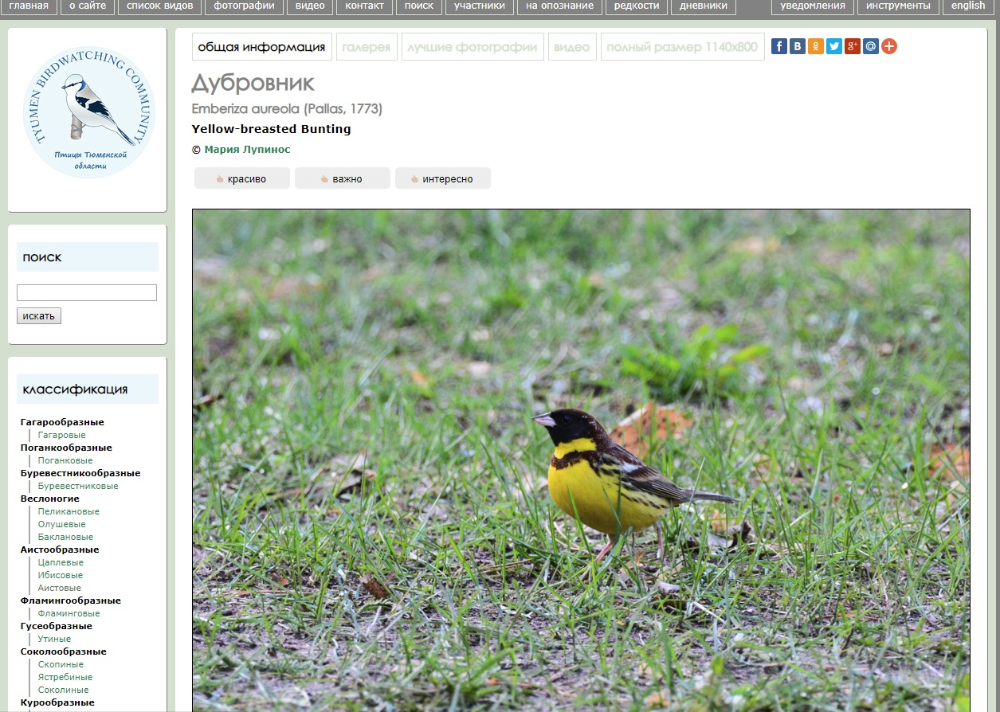 главная о сайте список видов фотографии видео контакт поиск участники на опознание редкости дневники уведомления инструменты english
TYUMEN BIRDWATCHING COMMUNITY
Птицы Тюменской
области
поиск
искать
классификация
Гагарообразные
Гагаровые
Поганкообразные
Поганковые
Буревестникообразные
Буревестниковые
Веслоногие
Пеликановые
Олушевые
Баклановые
Аистообразные
Цаплевые
Ибисовые
Аистовые
Фламингообразные
Фламинговые
Гусеобразные
Утиные
Соколообразные
Скопиные
Ястребиные
Соколиные
Курообразные
общая информация галерея лучшие фотографии видео полный размер 1140x800
Дубровник
Emberiza aureola (Pallas, 1773)
Yellow-breasted Bunting
© Мария Лупинос
красиво важно интересно